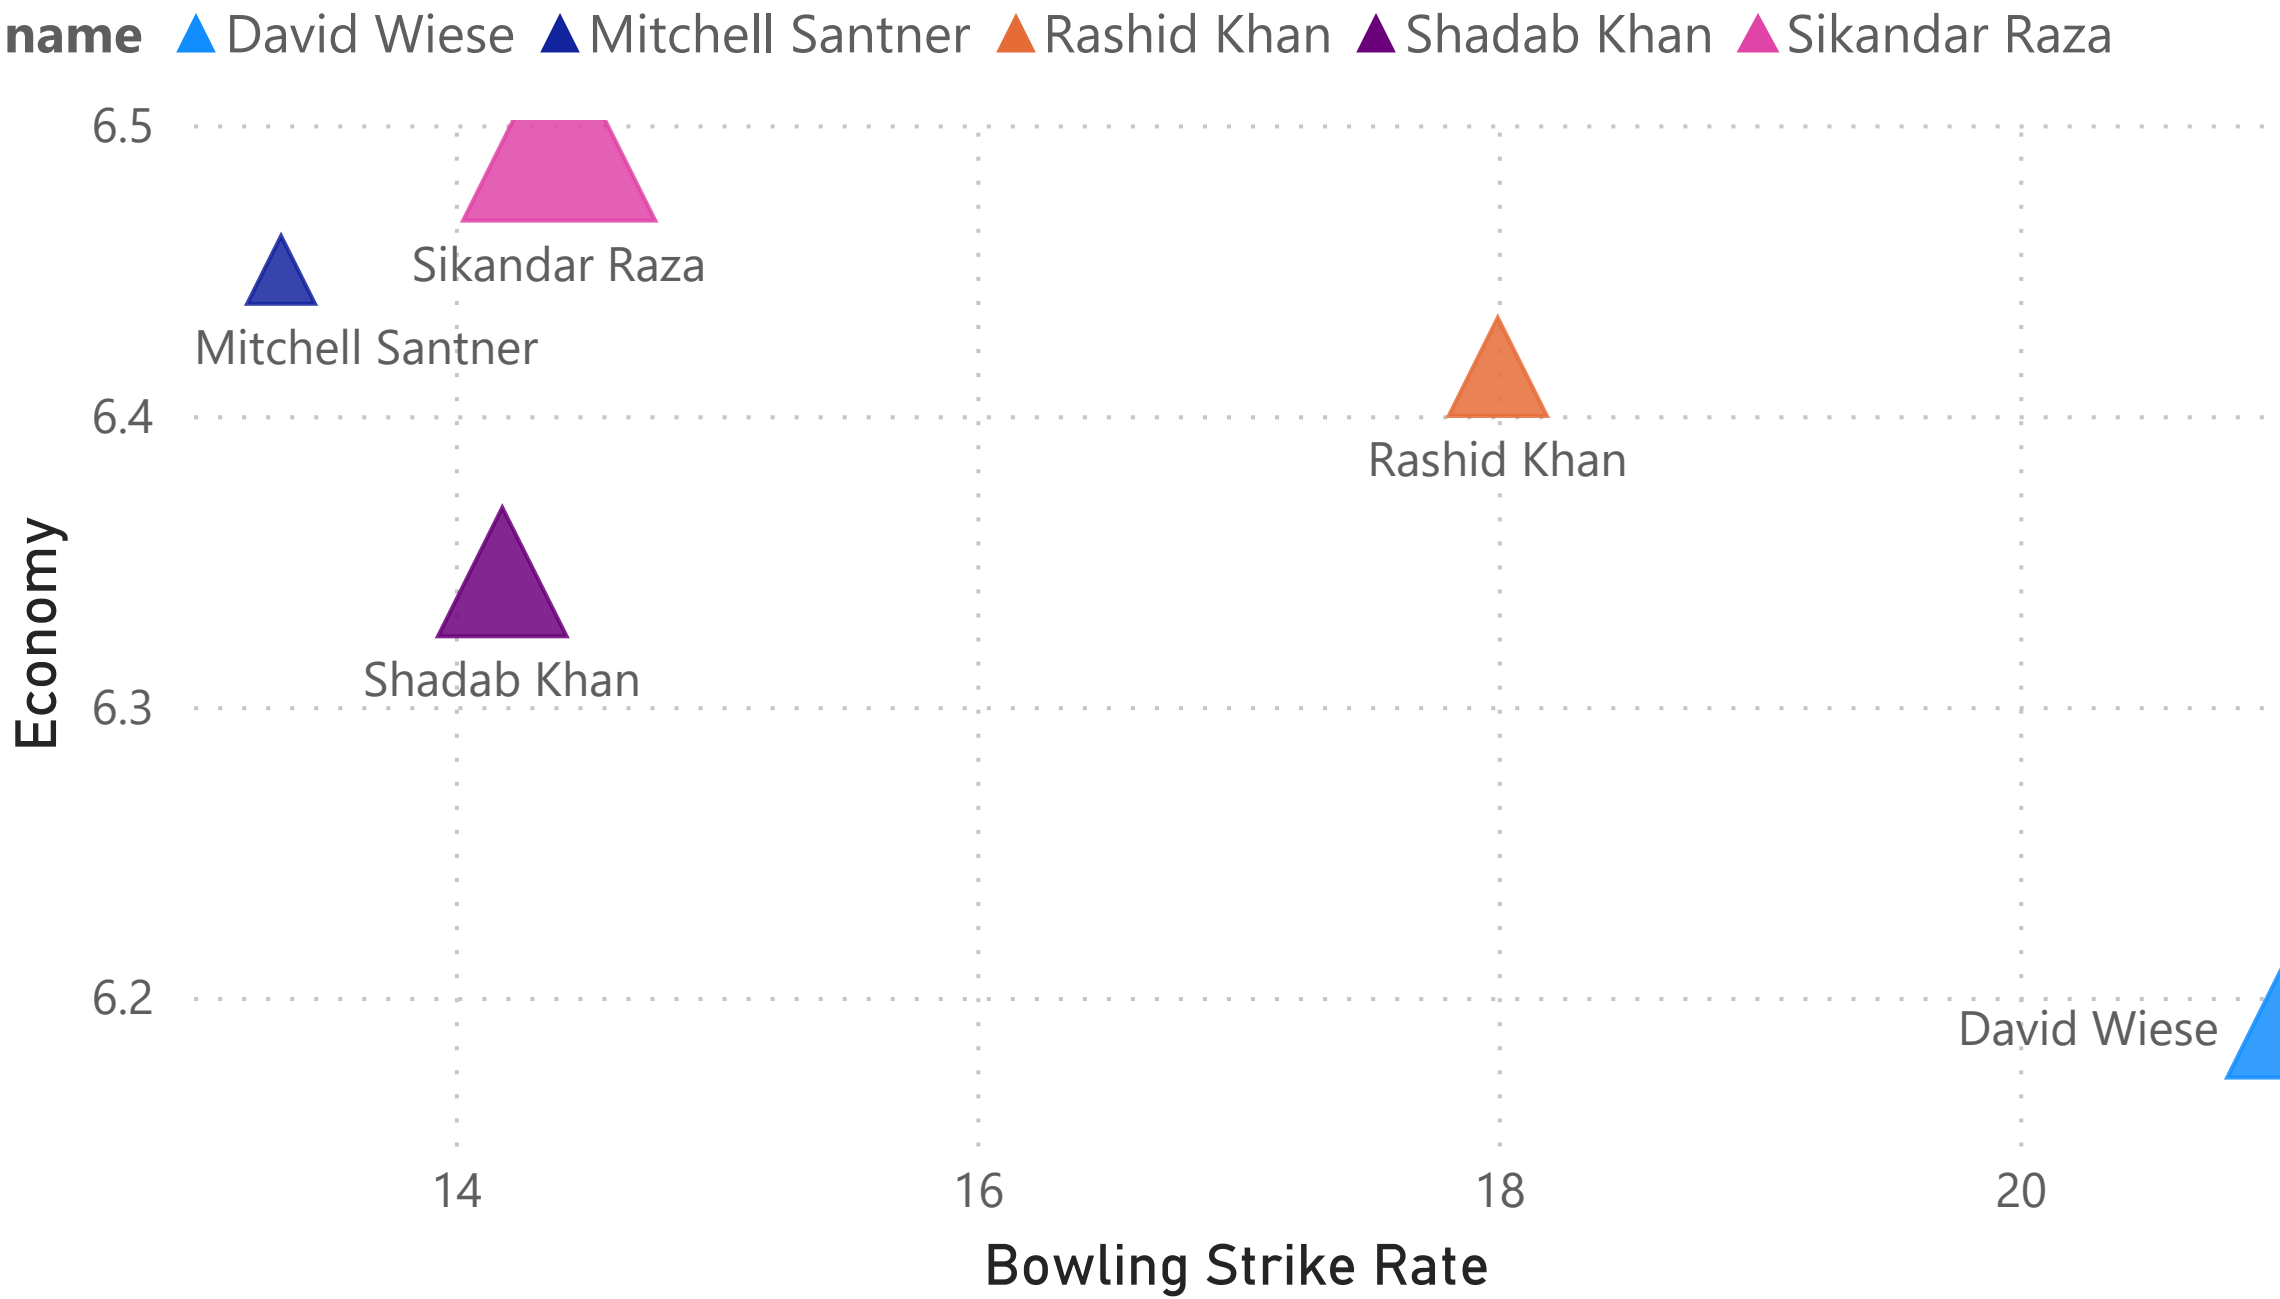 name David Wiese Mitchell Santner Rashid Khan Shadab Khan Sikandar Raza
6.5
Sikandar Raza
Mitchell Santner
6.4
Rashid Khan
Economy
Shadab Khan
6.3
6.2
David Wiese
14 16 18 20
Bowling Strike Rate